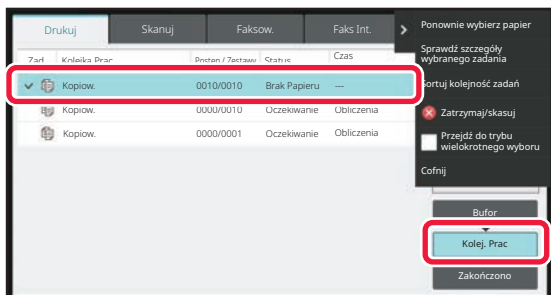 Drukuj
Skanuj
Faksow.
Faks Int.
Zad.
Kolejka Prac
Postęp / Zestawy
Status
Czas
Kopiow.
0010/0010
Brak Papieru
---
Kopiow.
0000/0010
Oczekiwanie
Obliczenia
Kopiow.
0000/0001
Oczekiwanie
Obliczenia
Ponownie wybierz papier
Sprawdź szczegóły
wybranego zadania
Sortuj kolejność zadań
Zatrzymaj/skasuj
Przejdź do trybu
wielokrotnego wyboru
Cofnij
Bufor
Kolej. Prac
Zakończono